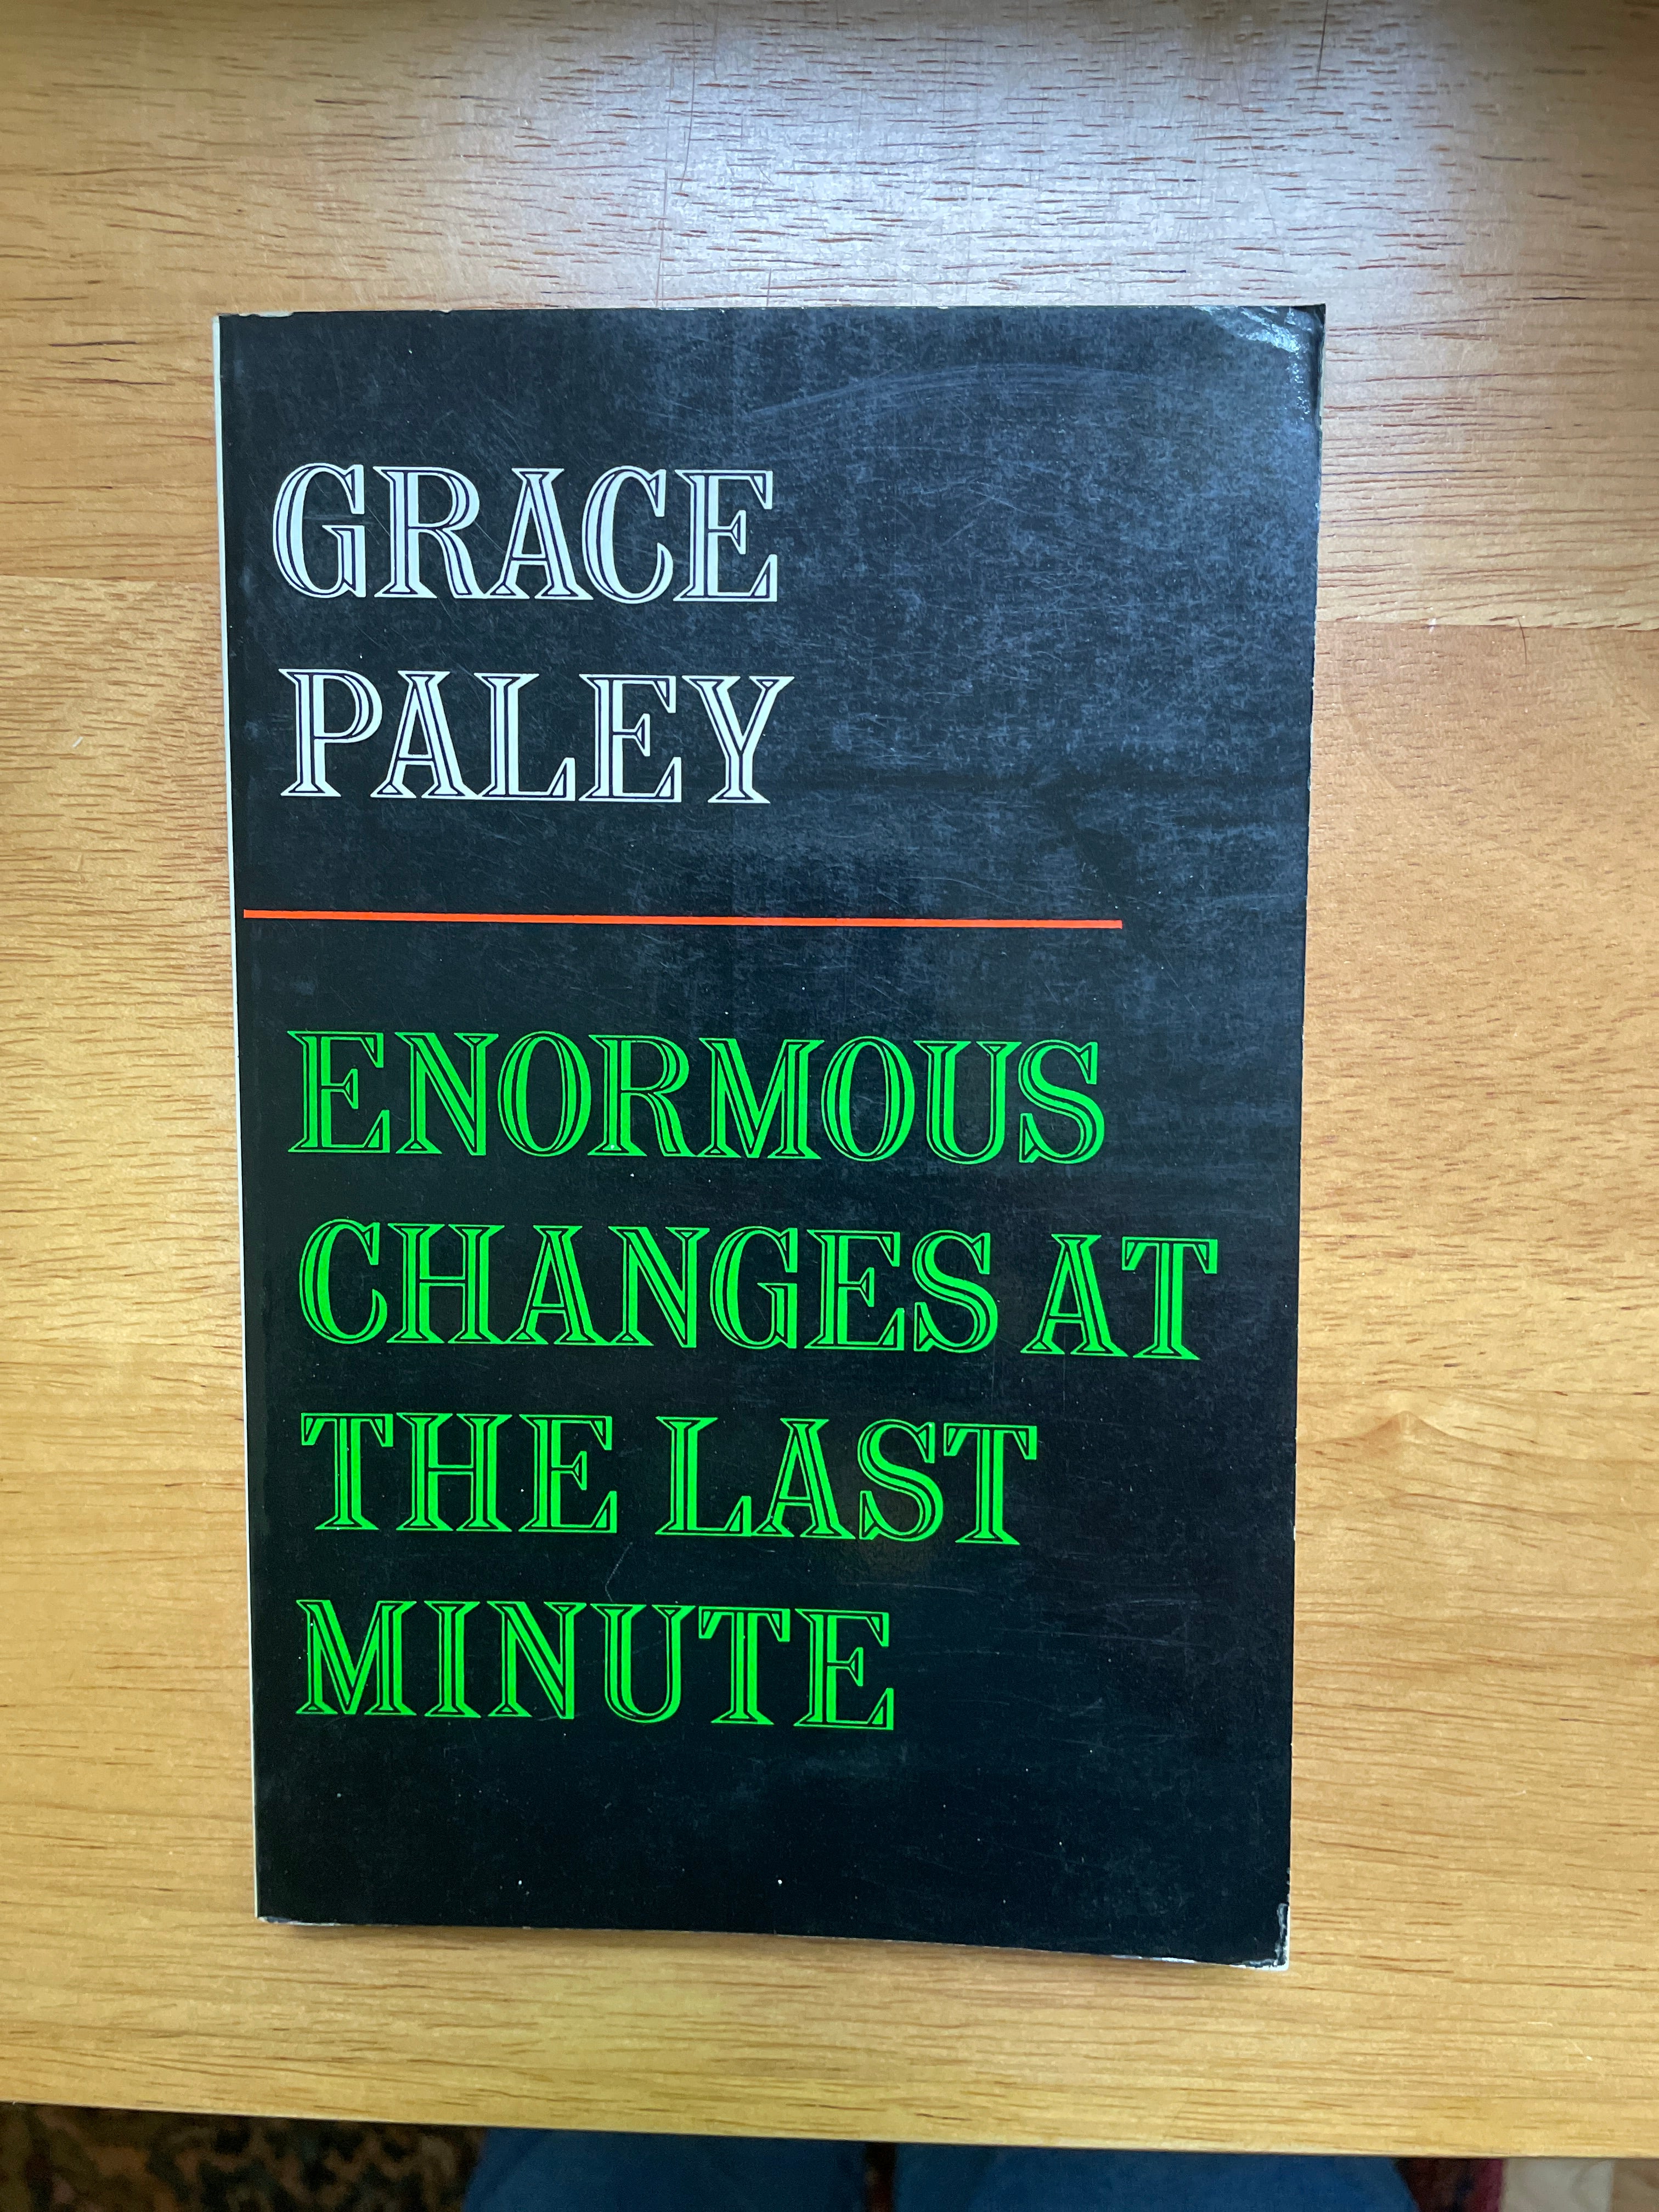 GRACE
PALEY
ENORMOUS
CHANGES AT
THE LAST
MINUTE